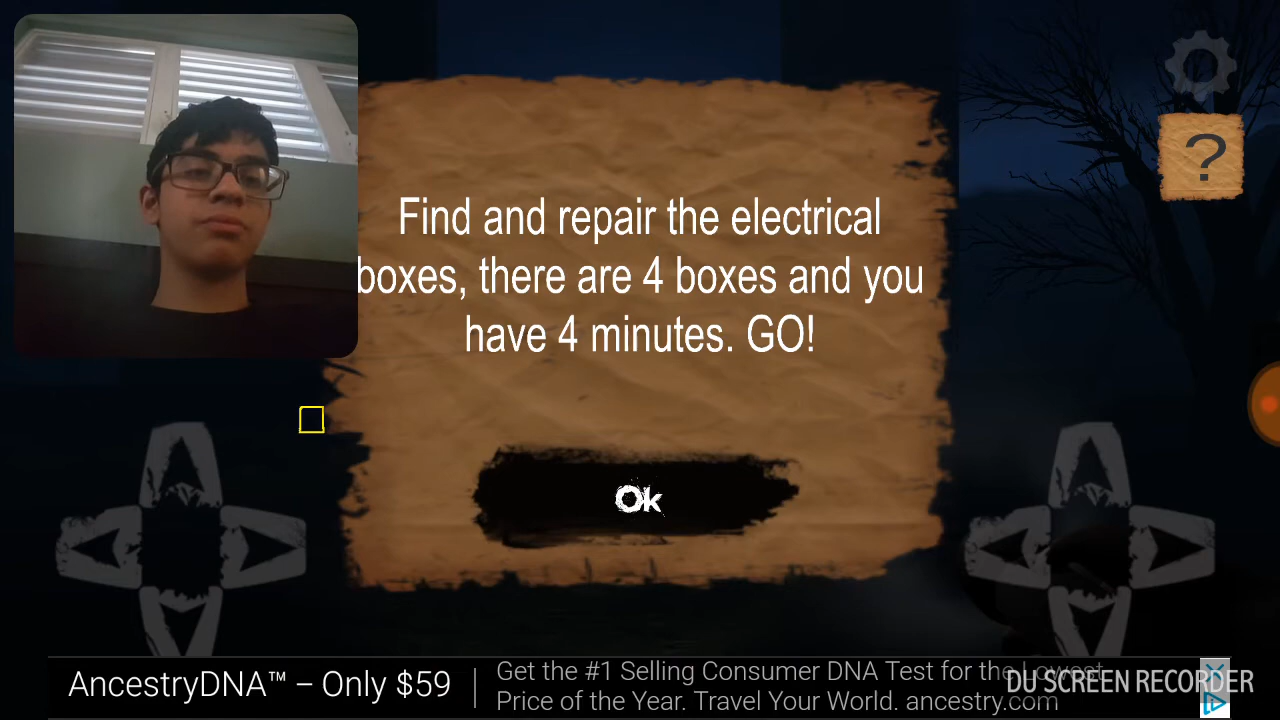 Find and repair the electrical
boxes, there are 4 boxes and you
have 4 minutes. GO!
?
Ok
AncestryDNA™ – Only $59
Get the #1 Selling Consumer DNA Test for the Lowest
Price of the Year. Travel Your World. ancestry.com
DU SCREEN RECORDER